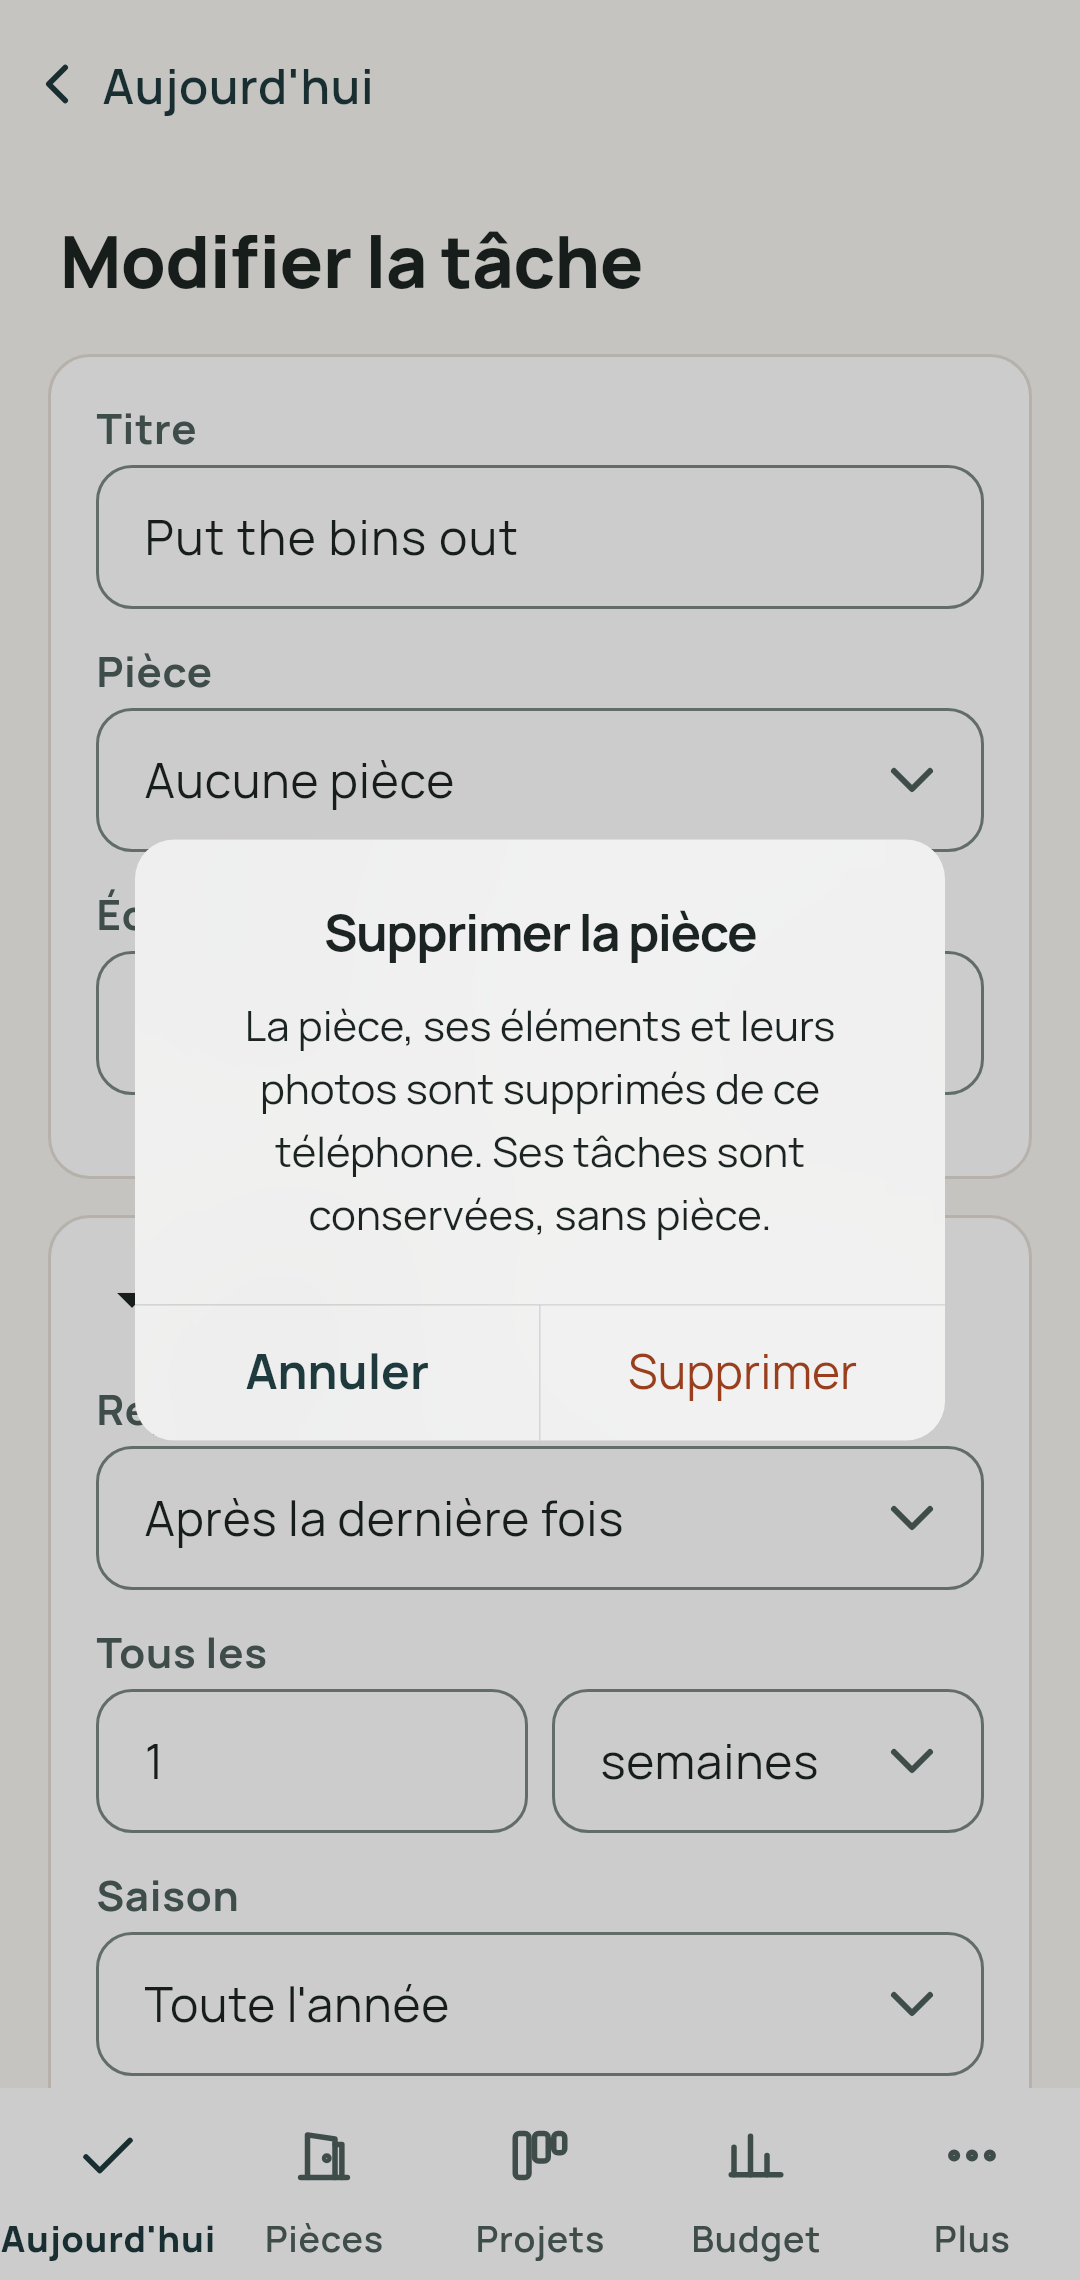 Aujourd'hui
Modifier la tâche
Titre
Put the bins out
Pièce
Aucune pièce
Supprimer la pièce
La pièce, ses éléments et leurs
photos sont supprimés de ce
téléphone. Ses tâches sont
conservées, sans pièce.
Annuler
Supprimer
Après la dernière fois
Tous les
1
semaines
Saison
Toute l'année
Aujourd'hui
Pièces
Projets
Budget
Plus